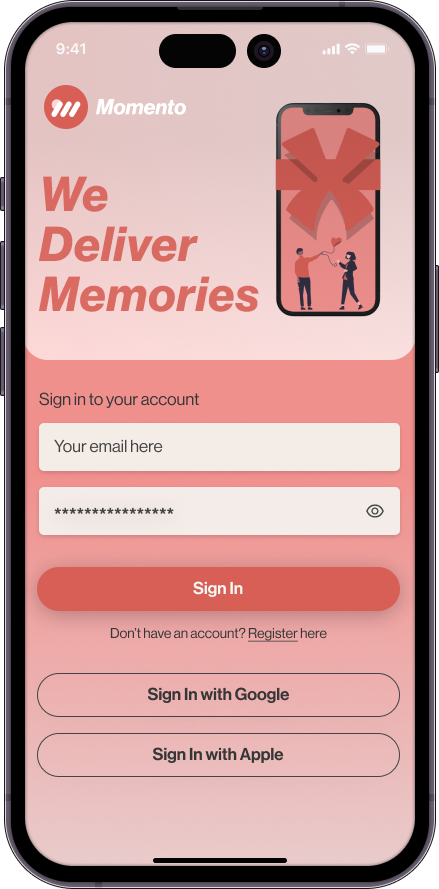 9:41
Momento
We
Deliver
Memories
Sign in to your account
Your email here
****************
Sign In
Don't have an account? Register here
Sign In with Google
Sign In with Apple